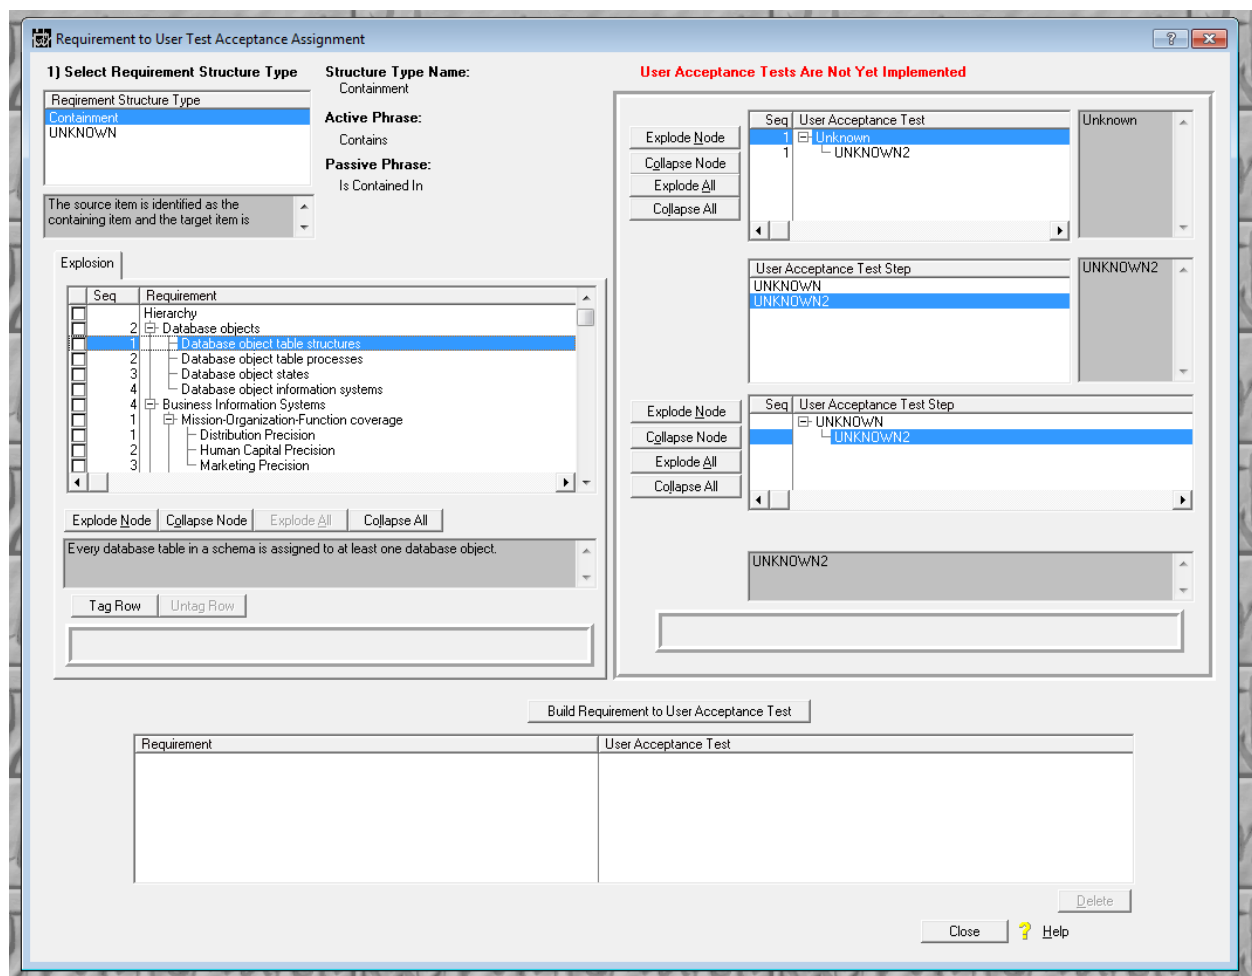 Requirement to User Test Acceptance Assignment
1) Select Requirement Structure Type
Reqirement Structure Type
Containment
UNKNOWN
The source item is identified as the
containing item and the target item is
Structure Type Name:
Containment
Active Phrase:
Contains
Passive Phrase:
Is Contained In
Explosion
Seq Requirement
Hierarchy
2 Database objects
1 Database object table structures
2 Database object table processes
3 Database object states
4 Database object information systems
4 Business Information Systems
1 Mission-Organization-Function coverage
1 Distribution Precision
2 Human Capital Precision
3 Marketing Precision
Explode Node Collapse Node Explode All Collapse All
Every database table in a schema is assigned to at least one database object.
Tag Row Untag Row
User Acceptance Tests Are Not Yet Implemented
Explode Node
Collapse Node
Explode All
Collapse All
Seq User Acceptance Test
1 Unknown
1 UNKNOWN2
Unknown
User Acceptance Test Step
UNKNOWN
UNKNOWN2
UNKNOWN2
Explode Node
Collapse Node
Explode All
Collapse All
Seq User Acceptance Test Step
UNKNOWN
UNKNOWN2
UNKNOWN2
Build Requirement to User Acceptance Test
Requirement User Acceptance Test
Delete
Close ? Help